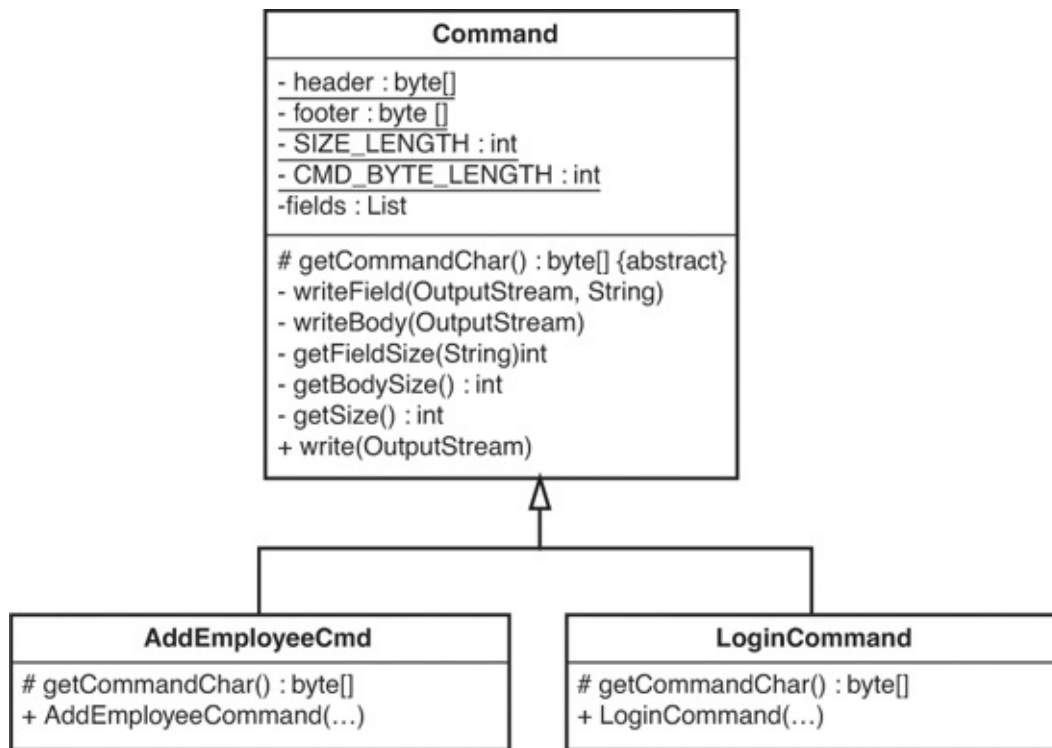 Command
- header : byte[]
- footer : byte []
- SIZE_LENGTH : int
- CMD_BYTE_LENGTH : int
-fields : List
# getCommandChar() : byte[] {abstract}
- writeField(OutputStream, String)
- writeBody(OutputStream)
- getFieldSize(String)int
- getBodySize() : int
- getSize() : int
+ write(OutputStream)
AddEmployeeCmd
# getCommandChar() : byte[]
+ AddEmployeeCommand(…)
LoginCommand
# getCommandChar() : byte[]
+ LoginCommand(…)